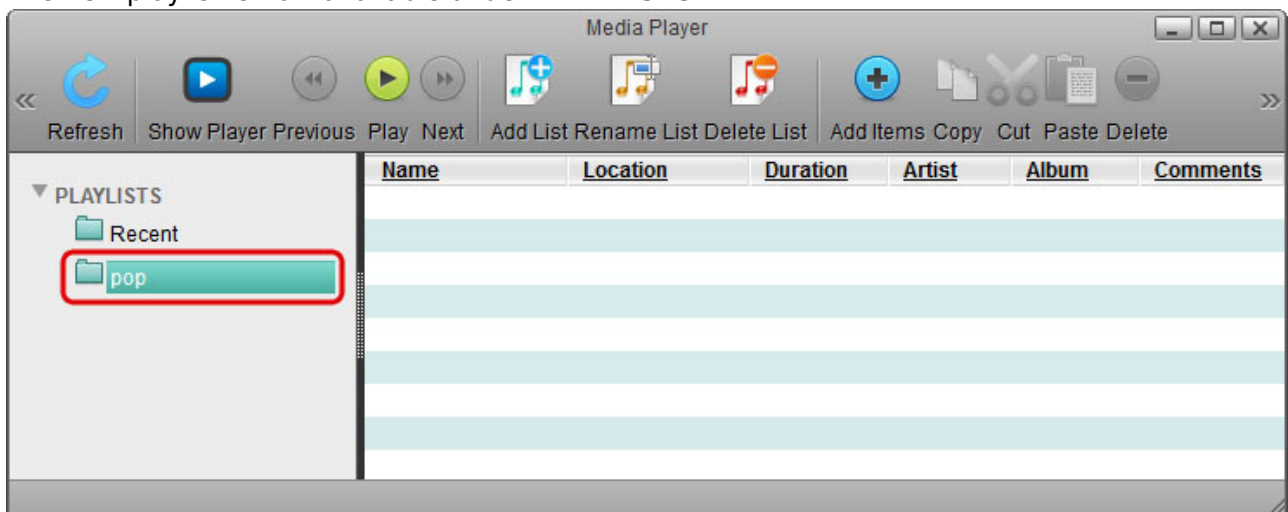 Media Player
« Refresh Show Player Previous Play Next Add List Rename List Delete List Add Items Copy Cut Paste Delete »
PLAYLISTS
Recent
pop
Name Location Duration Artist Album Comments